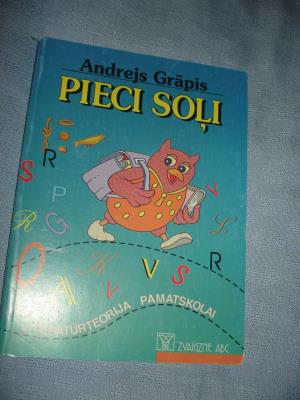 Andrejs Grāpis
PIECI SOĻI
R
S
P
V
R
G
L
K
V
S
R
O
A
L
LITERATŪRTEORIJA PAMATSKOLAI
ZVAIGZNE ABC